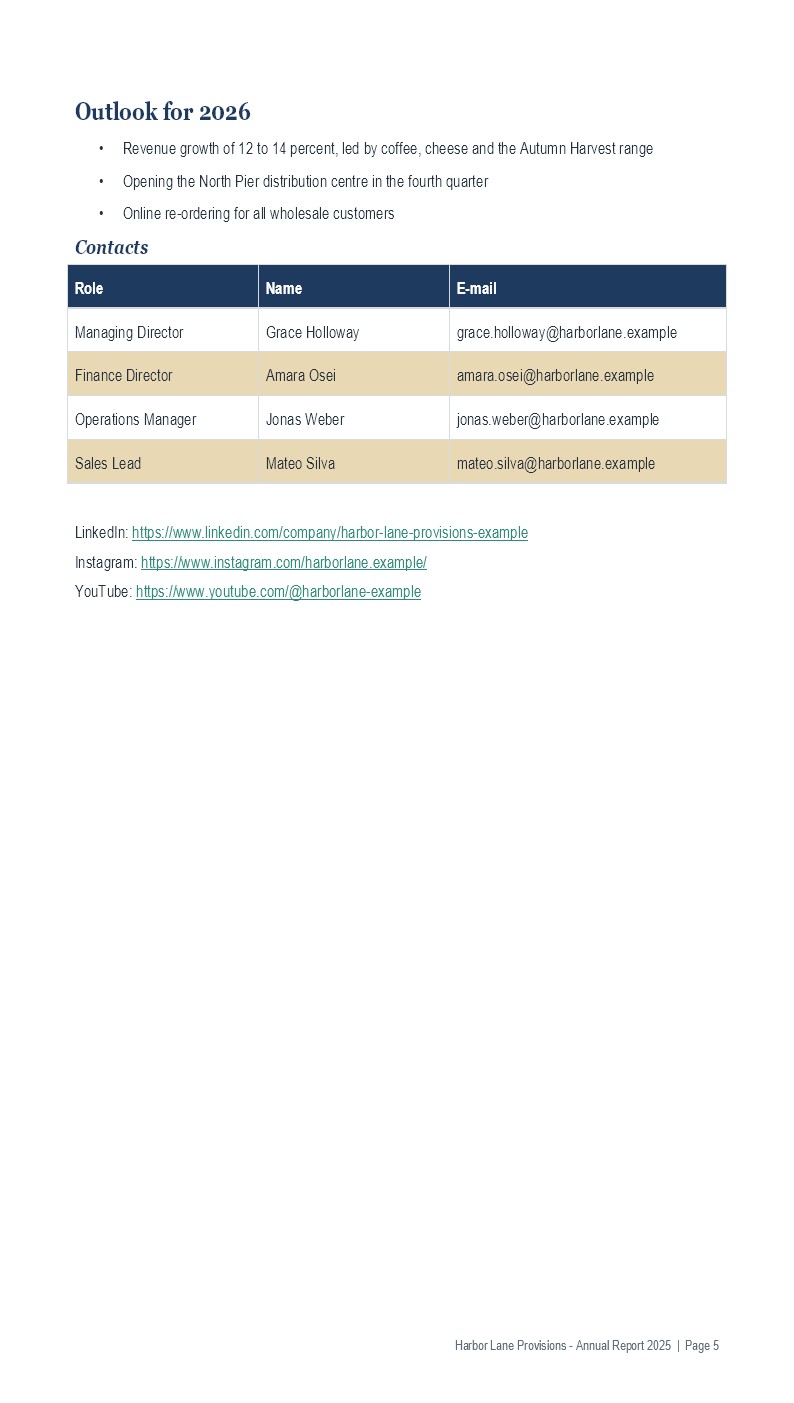 Outlook for 2026
• Revenue growth of 12 to 14 percent, led by coffee, cheese and the Autumn Harvest range
• Opening the North Pier distribution centre in the fourth quarter
• Online re-ordering for all wholesale customers
Contacts
Role Name E-mail
Managing Director Grace Holloway grace.holloway@harborlane.example
Finance Director Amara Osei amara.osei@harborlane.example
Operations Manager Jonas Weber jonas.weber@harborlane.example
Sales Lead Mateo Silva mateo.silva@harborlane.example
LinkedIn: https://www.linkedin.com/company/harbor-lane-provisions-example
Instagram: https://www.instagram.com/harborlane.example/
YouTube: https://www.youtube.com/@harborlane-example
Harbor Lane Provisions - Annual Report 2025 | Page 5